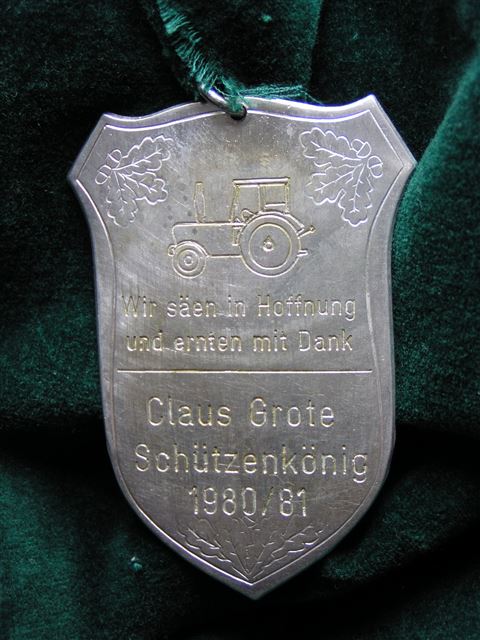 Wir säen in Hoffnung
und ernten mit Dank
Claus Grote
Schützenkönig
1980/81